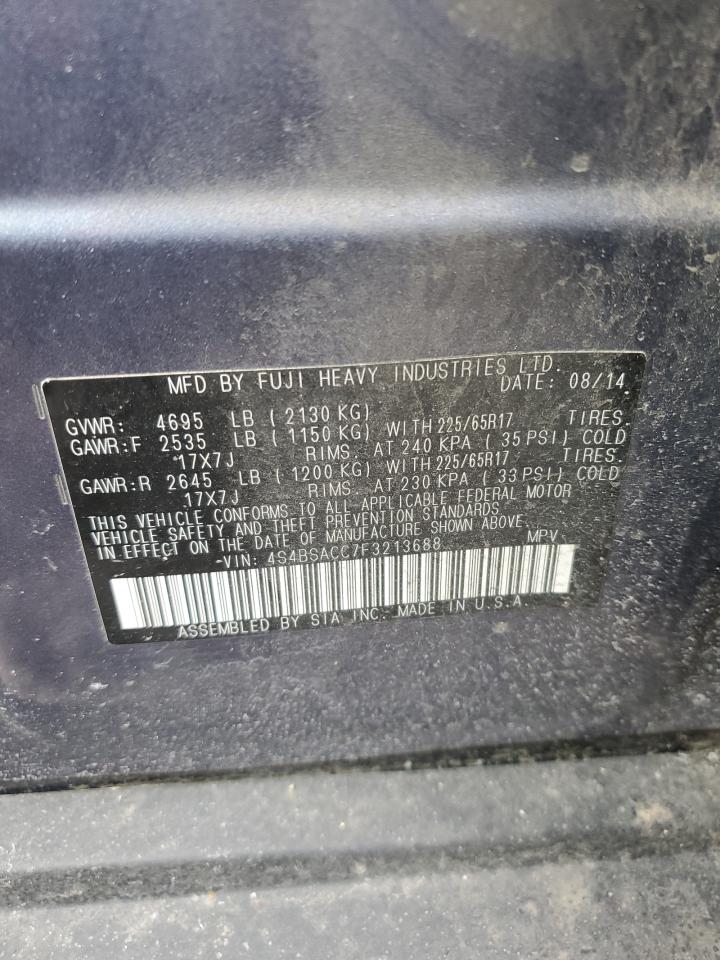 MFD BY FUJI HEAVY INDUSTRIES LTD.
DATE: 08/14
GVWR: 4695 LB ( 2130 KG)
GAWR:F 2535 LB ( 1150 KG) WITH 225/65R17 TIRES.
17X7J RIMS. AT 240 KPA ( 35 PSI) COLD
GAWR:R 2645 LB ( 1200 KG) WITH 225/65R17 TIRES.
17X7J RIMS. AT 230 KPA ( 33 PSI) COLD
THIS VEHICLE CONFORMS TO ALL APPLICABLE FEDERAL MOTOR
VEHICLE SAFETY AND THEFT PREVENTION STANDARDS
IN EFFECT ON THE DATE OF MANUFACTURE SHOWN ABOVE.
VIN: 4S4BSACC7F3213688 MPV
ASSEMBLED BY SIA INC. MADE IN U.S.A.